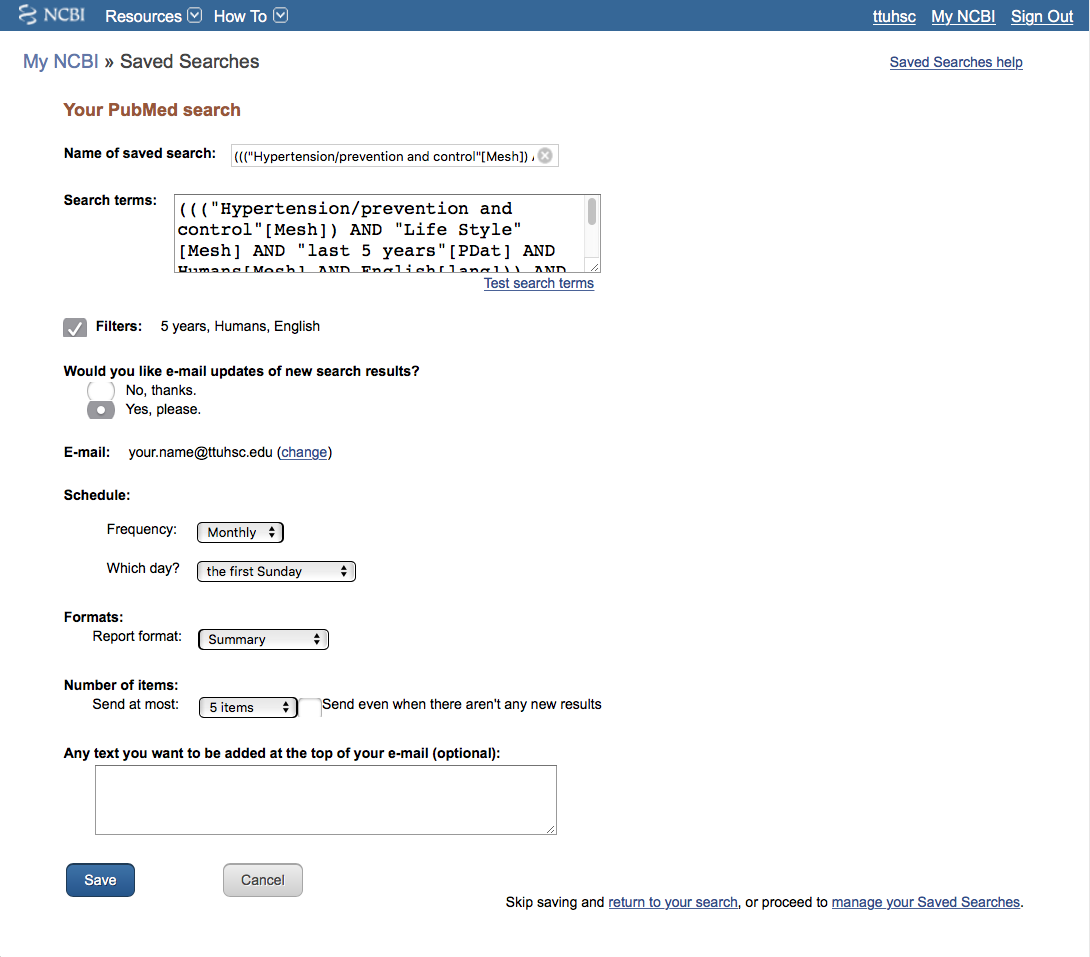 NCBI Resources How To ttuhsc My NCBI Sign Out
My NCBI » Saved Searches Saved Searches help
Your PubMed search
Name of saved search: ((("Hypertension/prevention and control"[Mesh])
Search terms: ((("Hypertension/prevention and
control"[Mesh]) AND "Life Style"
[Mesh] AND "last 5 years"[PDat] AND
Humans[Mesh] AND English[lang])) AND
Test search terms
Filters: 5 years, Humans, English
Would you like e-mail updates of new search results?
No, thanks.
Yes, please.
E-mail: your.name@ttuhsc.edu (change)
Schedule:
Frequency: Monthly
Which day? the first Sunday
Formats:
Report format: Summary
Number of items:
Send at most: 5 items Send even when there aren't any new results
Any text you want to be added at the top of your e-mail (optional):
Save Cancel
Skip saving and return to your search, or proceed to manage your Saved Searches.